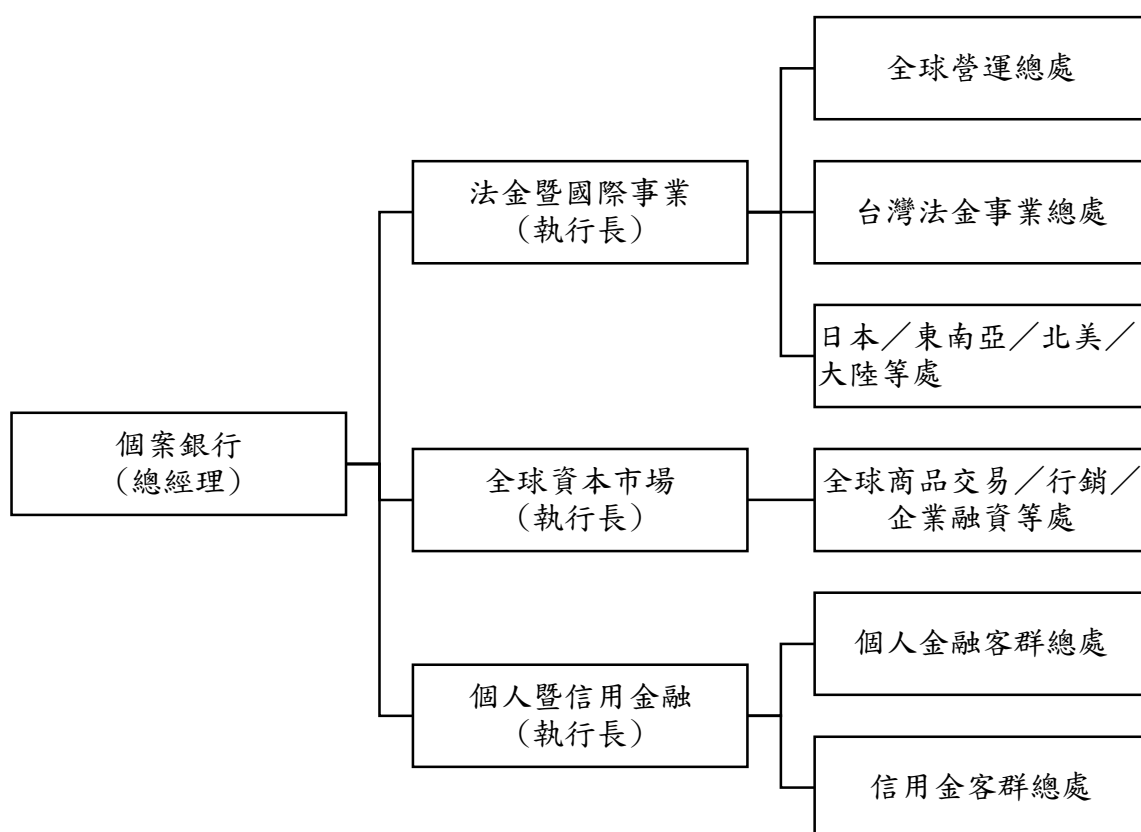 全球營運總處
法金暨國際事業
(執行長)
台灣法金事業總處
日本／東南亞／北美／
大陸等處
個案銀行
(總經理)
全球資本市場
(執行長)
全球商品交易／行銷／
企業融資等處
個人金融客群總處
個人暨信用金融
(執行長)
信用金客群總處